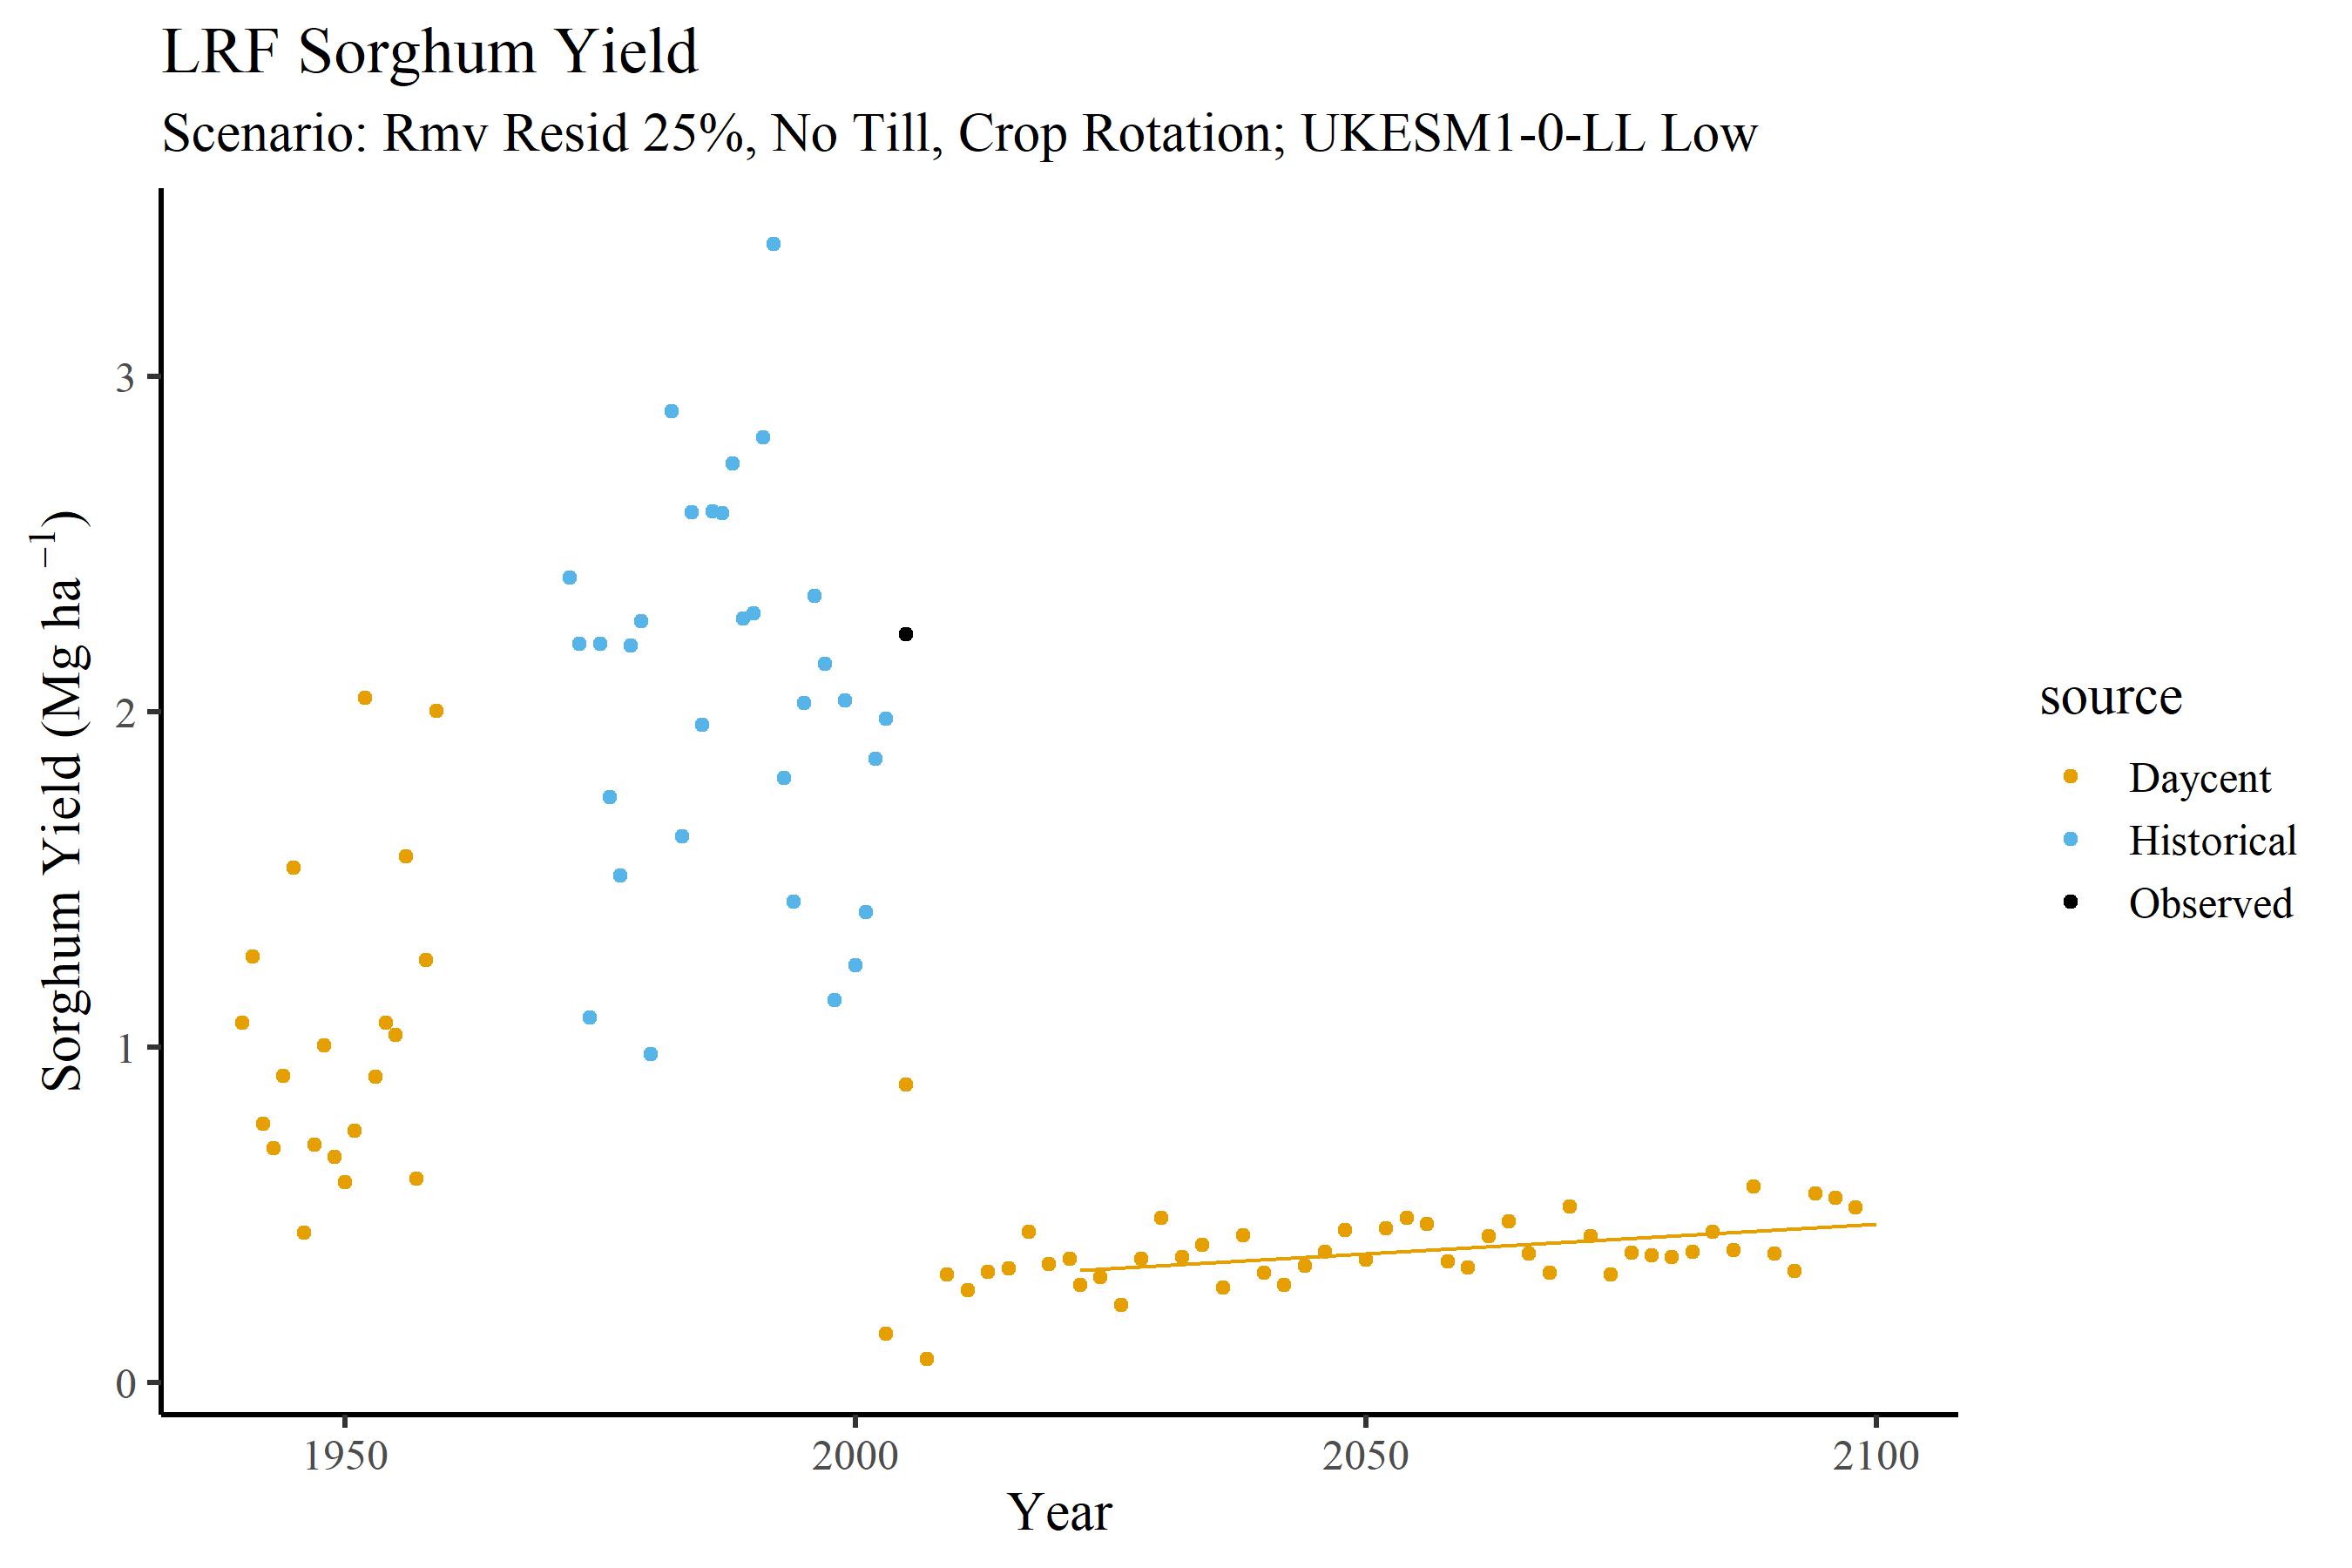 LRF Sorghum Yield
Scenario: Rmv Resid 25%, No Till, Crop Rotation; UKESM1-0-LL Low
Sorghum Yield (Mg ha⁻¹)
3
2
1
0
1950 2000 2050 2100
Year
source
Daycent
Historical
Observed